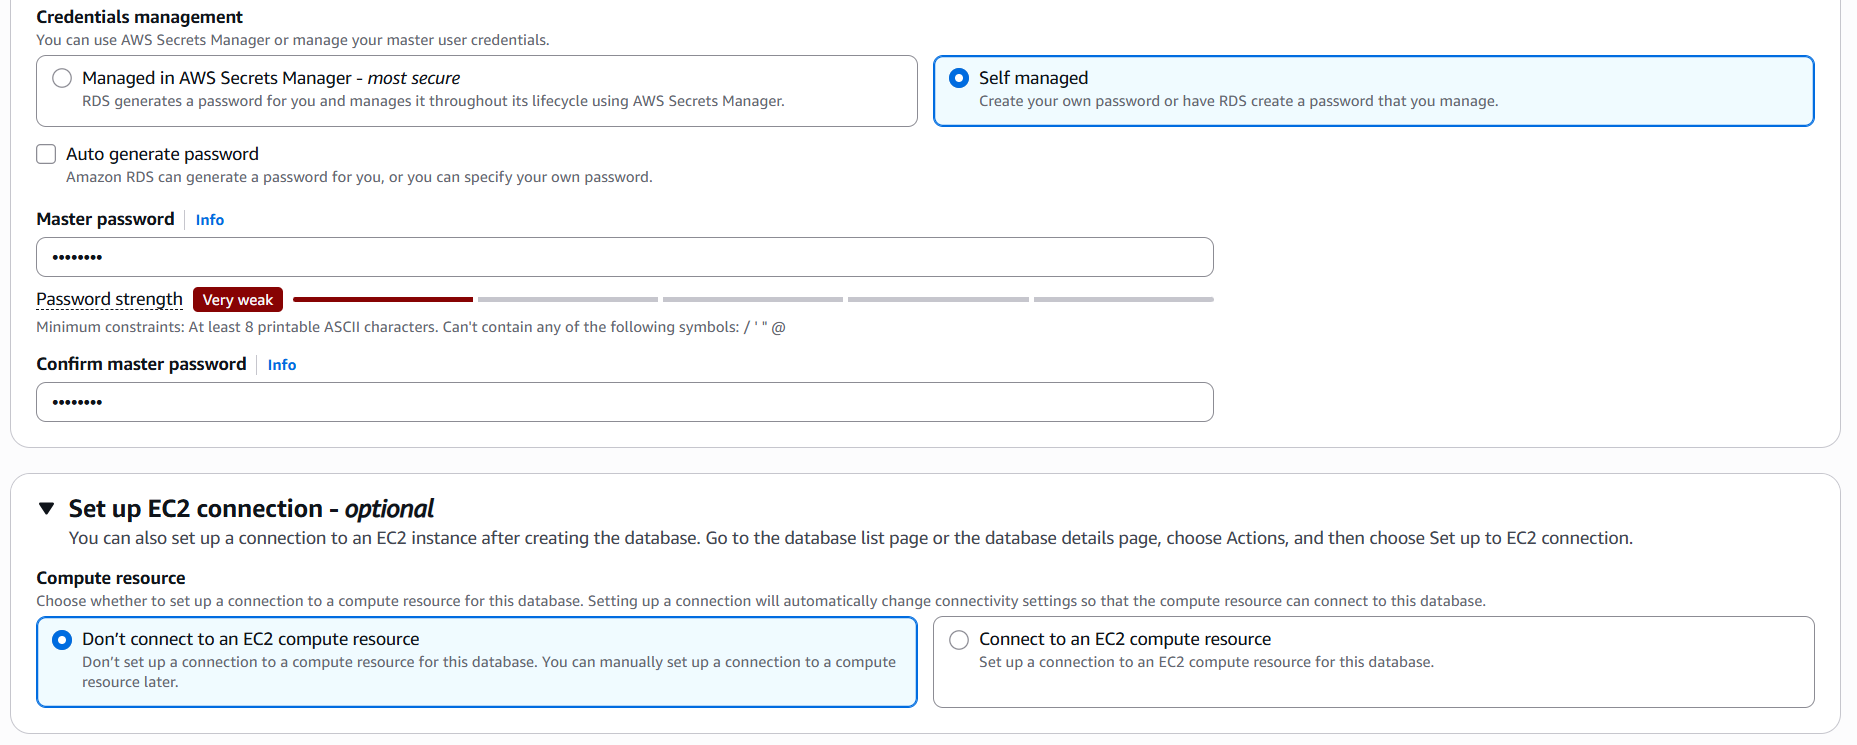 Credentials management
You can use AWS Secrets Manager or manage your master user credentials.
Managed in AWS Secrets Manager - most secure
RDS generates a password for you and manages it throughout its lifecycle using AWS Secrets Manager.
Self managed
Create your own password or have RDS create a password that you manage.
Auto generate password
Amazon RDS can generate a password for you, or you can specify your own password.
Master password Info
••••••••
Password strength Very weak
Minimum constraints: At least 8 printable ASCII characters. Can't contain any of the following symbols: / ' " @
Confirm master password Info
••••••••
Set up EC2 connection - optional
You can also set up a connection to an EC2 instance after creating the database. Go to the database list page or the database details page, choose Actions, and then choose Set up to EC2 connection.
Compute resource
Choose whether to set up a connection to a compute resource for this database. Setting up a connection will automatically change connectivity settings so that the compute resource can connect to this database.
Don’t connect to an EC2 compute resource
Don’t set up a connection to a compute resource for this database. You can manually set up a connection to a compute
resource later.
Connect to an EC2 compute resource
Set up a connection to an EC2 compute resource for this database.